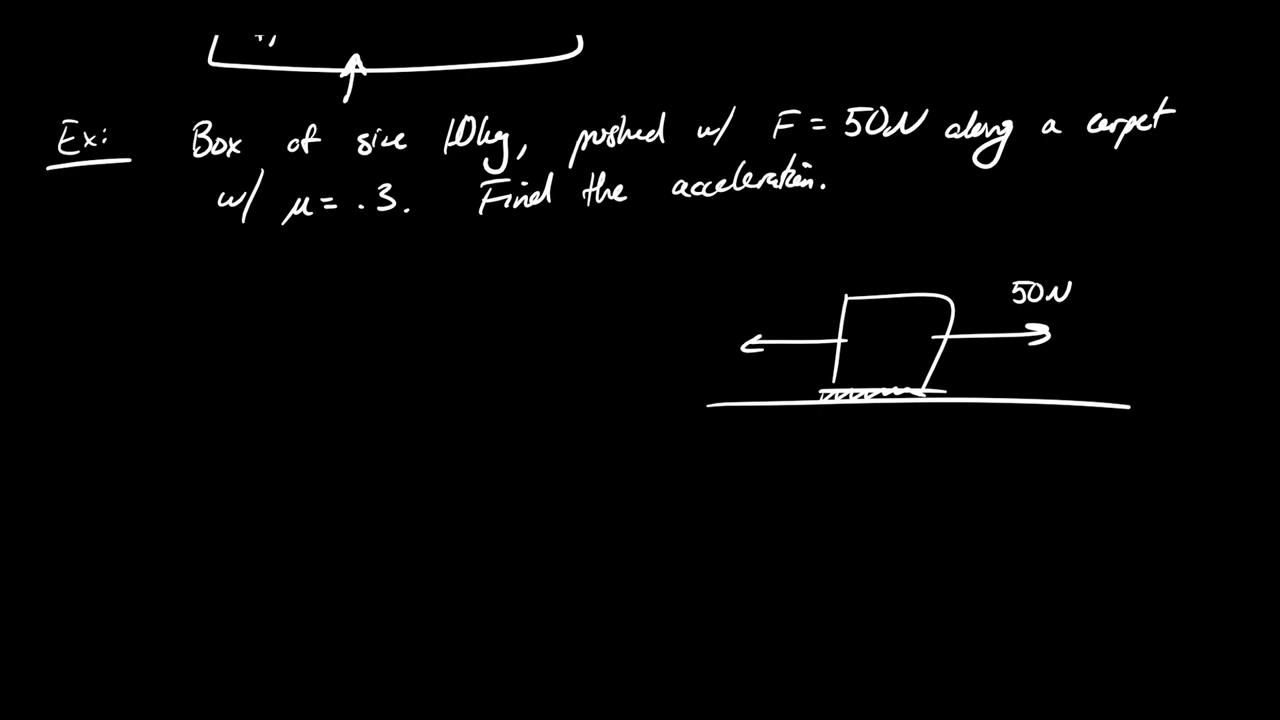 Ex: Box of size 10kg, pushed w/ F = 50N along a carpet
w/ μ = .3. Find the acceleration.
50N